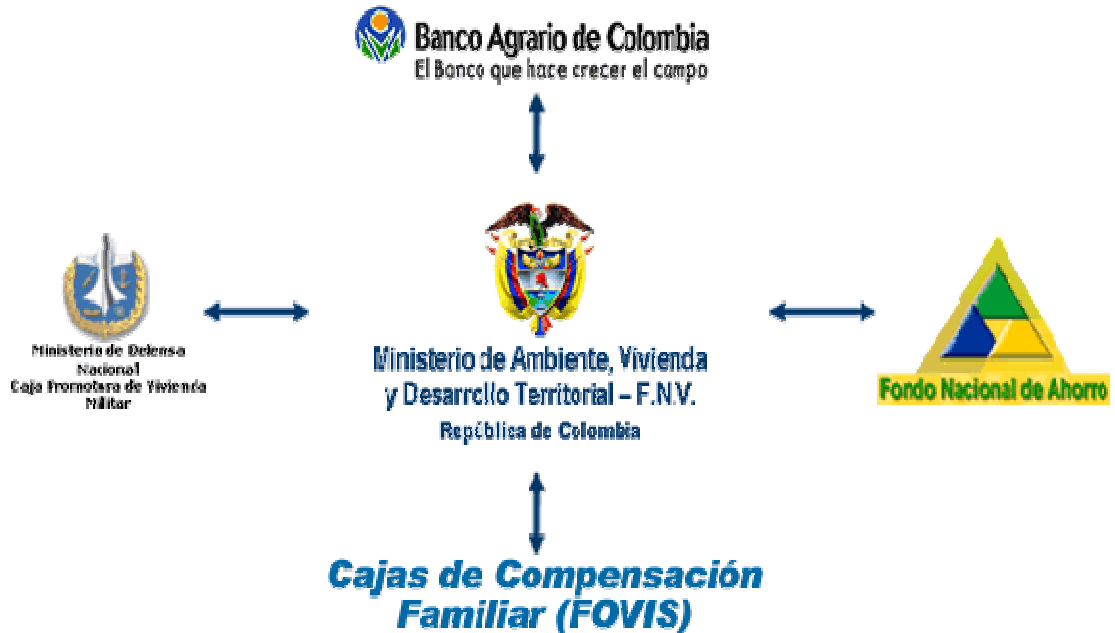 Banco Agrario de Colombia
El Banco que hace crecer el campo
Ministerio de Defensa
Nacional
Caja Promotora de Vivienda
Militar
Ministerio de Ambiente, Vivienda
y Desarrollo Territorial – F.N.V.
República de Colombia
Fondo Nacional de Ahorro
Cajas de Compensación
Familiar (FOVIS)